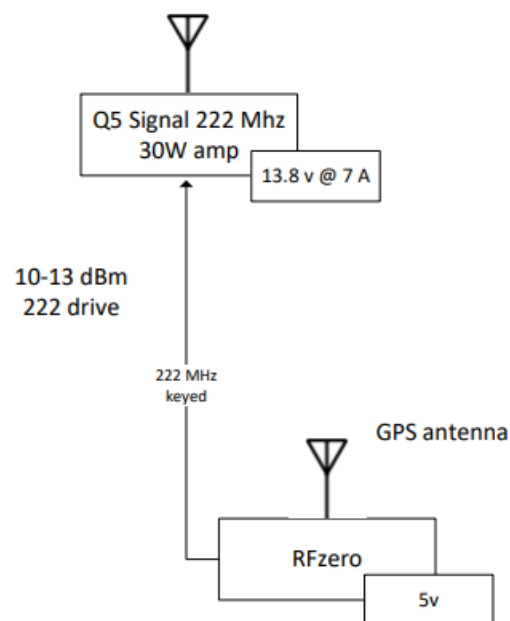 Q5 Signal 222 Mhz
30W amp
13.8 v @ 7 A
10-13 dBm
222 drive
222 MHz
keyed
GPS antenna
RFzero
5v